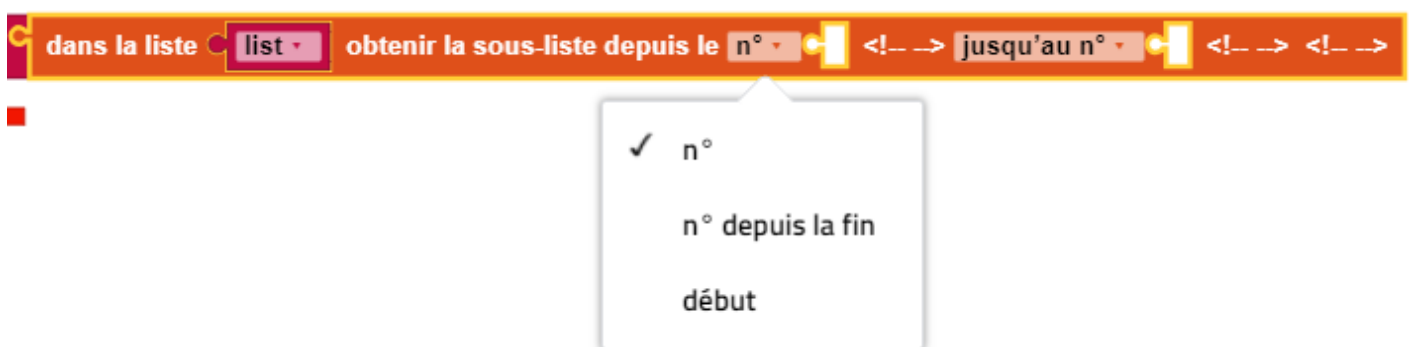 dans la liste list obtenir la sous-liste depuis le n° <!-- --> jusqu'au n° <!-- --> <!-- -->
✓ n°
n° depuis la fin
début